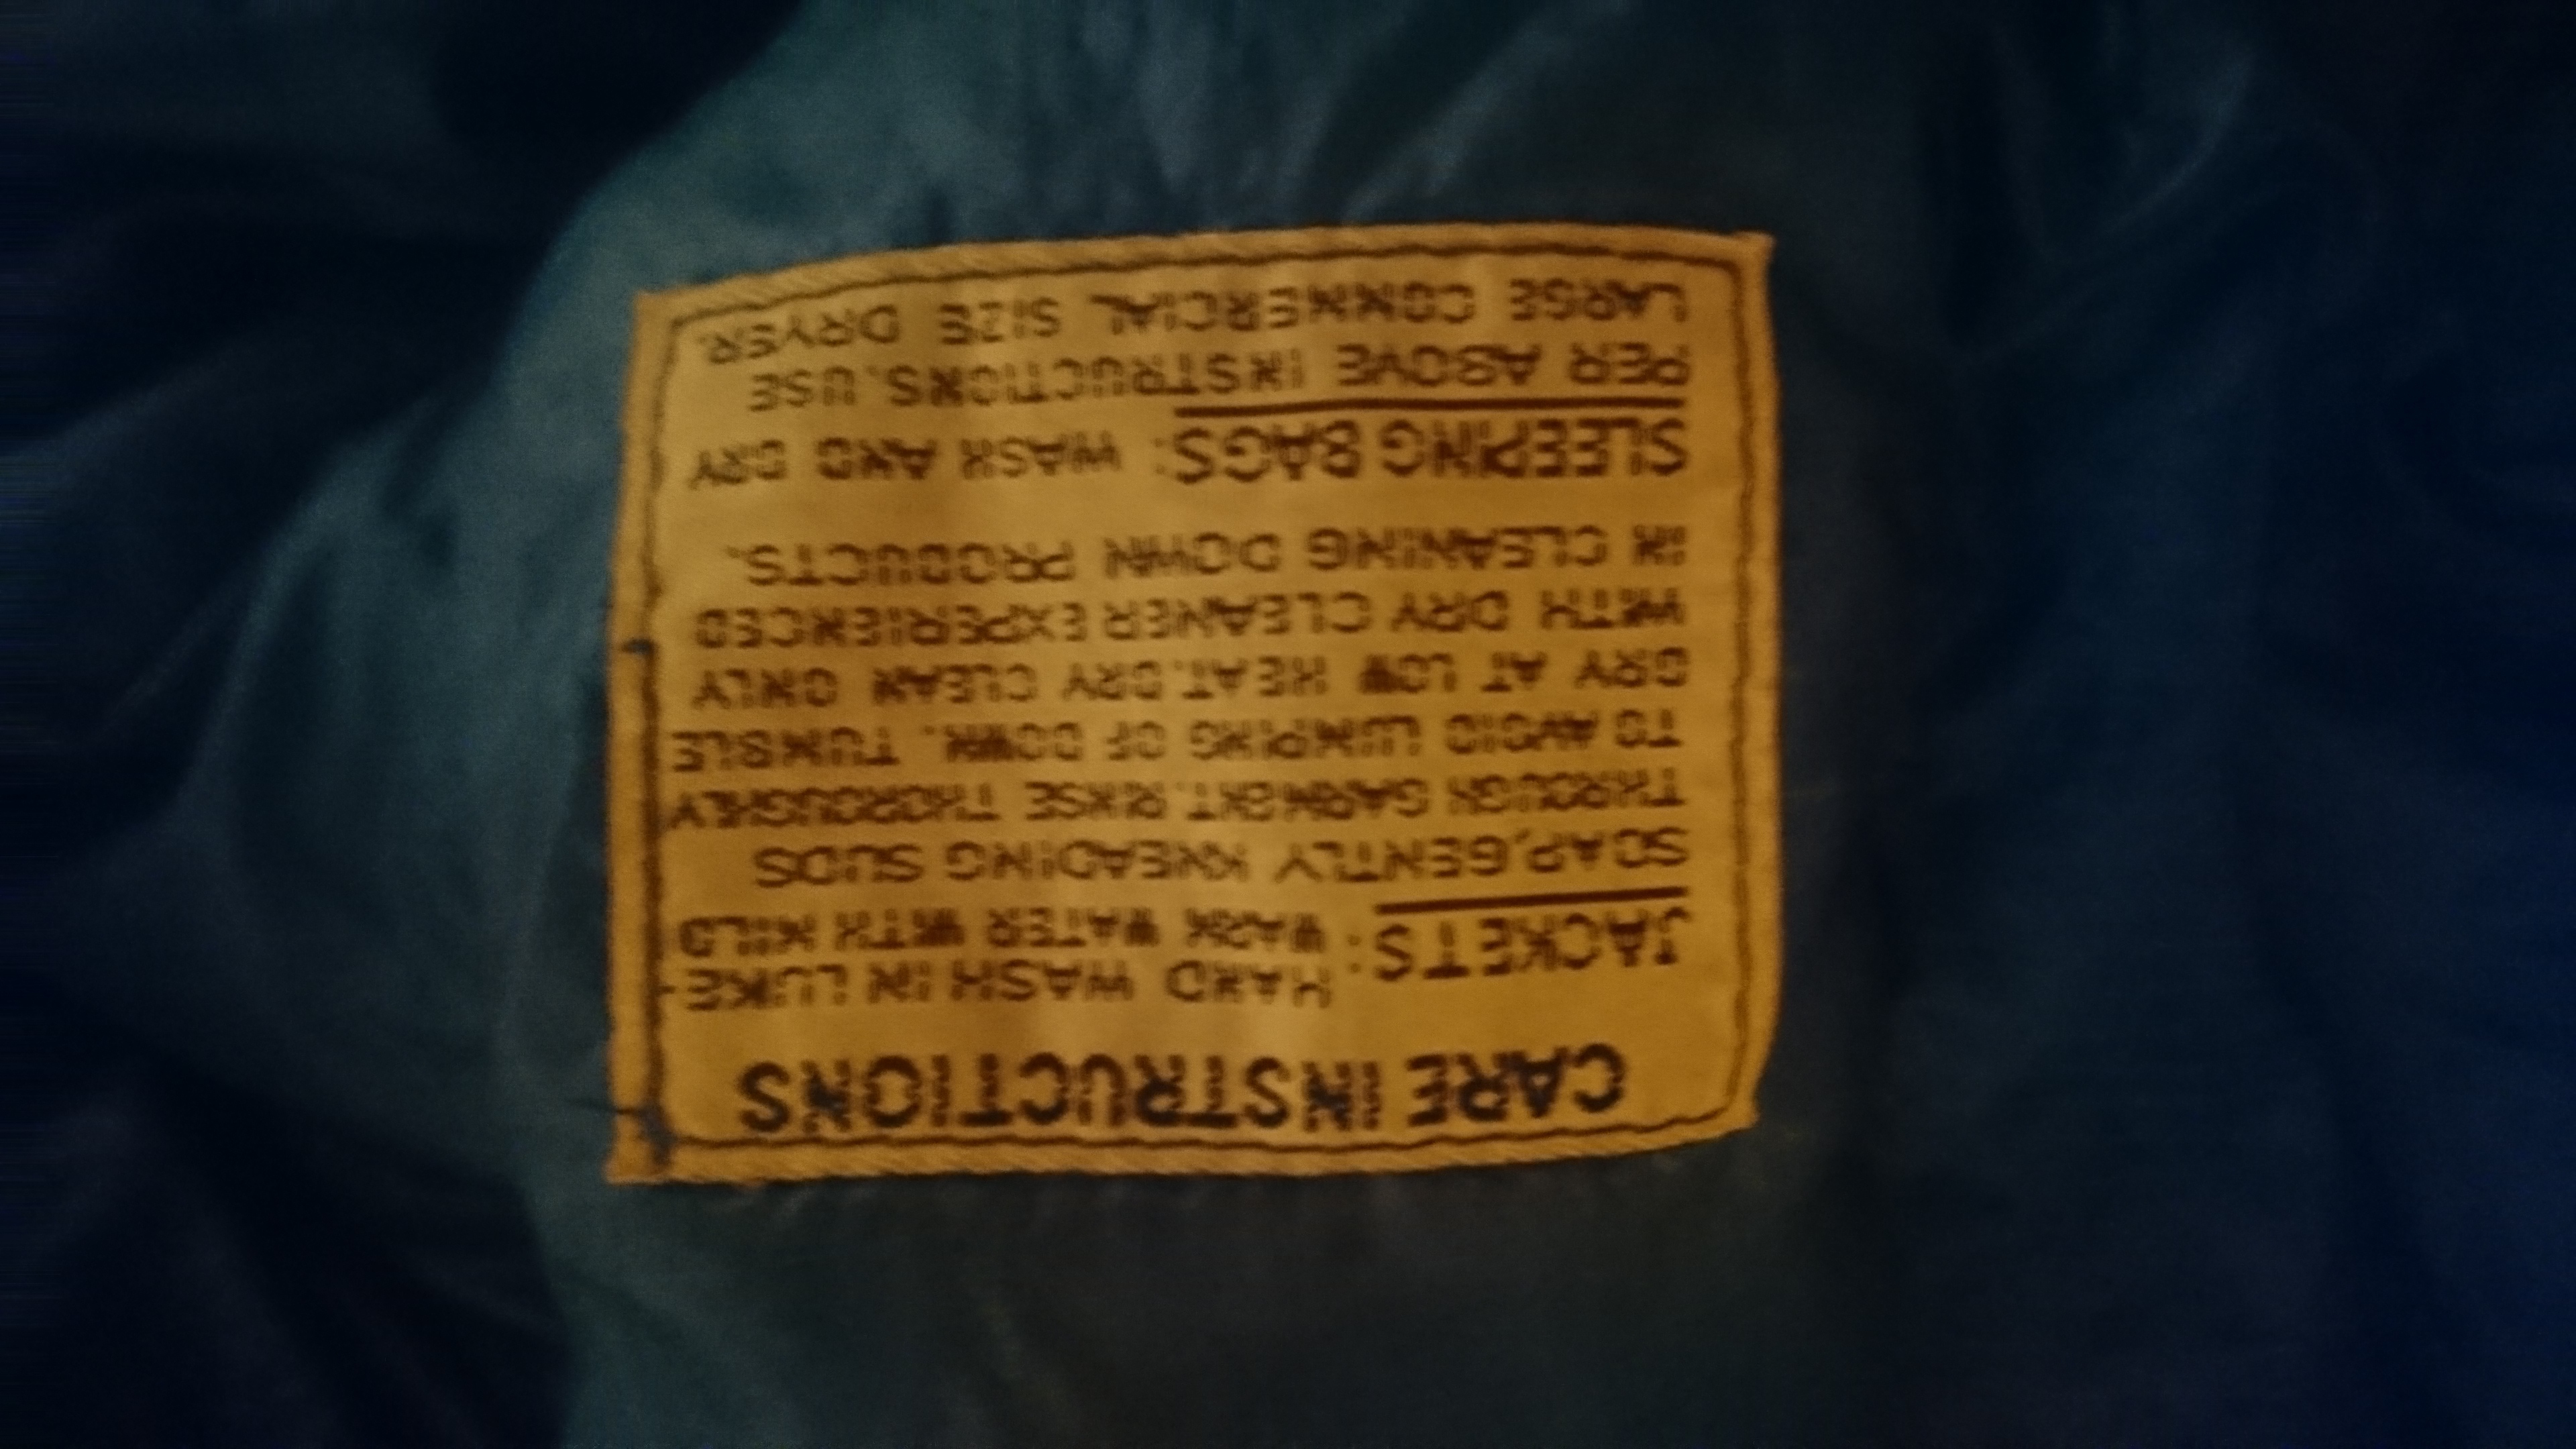 CARE INSTRUCTIONS
JACKETS: HAND WASH IN LUKE-
WARM WATER WITH MILD
SOAP, GENTLY KNEADING SUDS
THROUGH GARMENT. RINSE THOROUGHLY
TO AVOID LUMPING OF DOWN. TUMBLE
DRY AT LOW HEAT. DRY CLEAN ONLY
WITH DRY CLEANER EXPERIENCED
IN CLEANING DOWN PRODUCTS.
SLEEPING BAGS: WASH AND DRY
PER ABOVE INSTRUCTIONS. USE
LARGE COMMERCIAL SIZE DRYER.